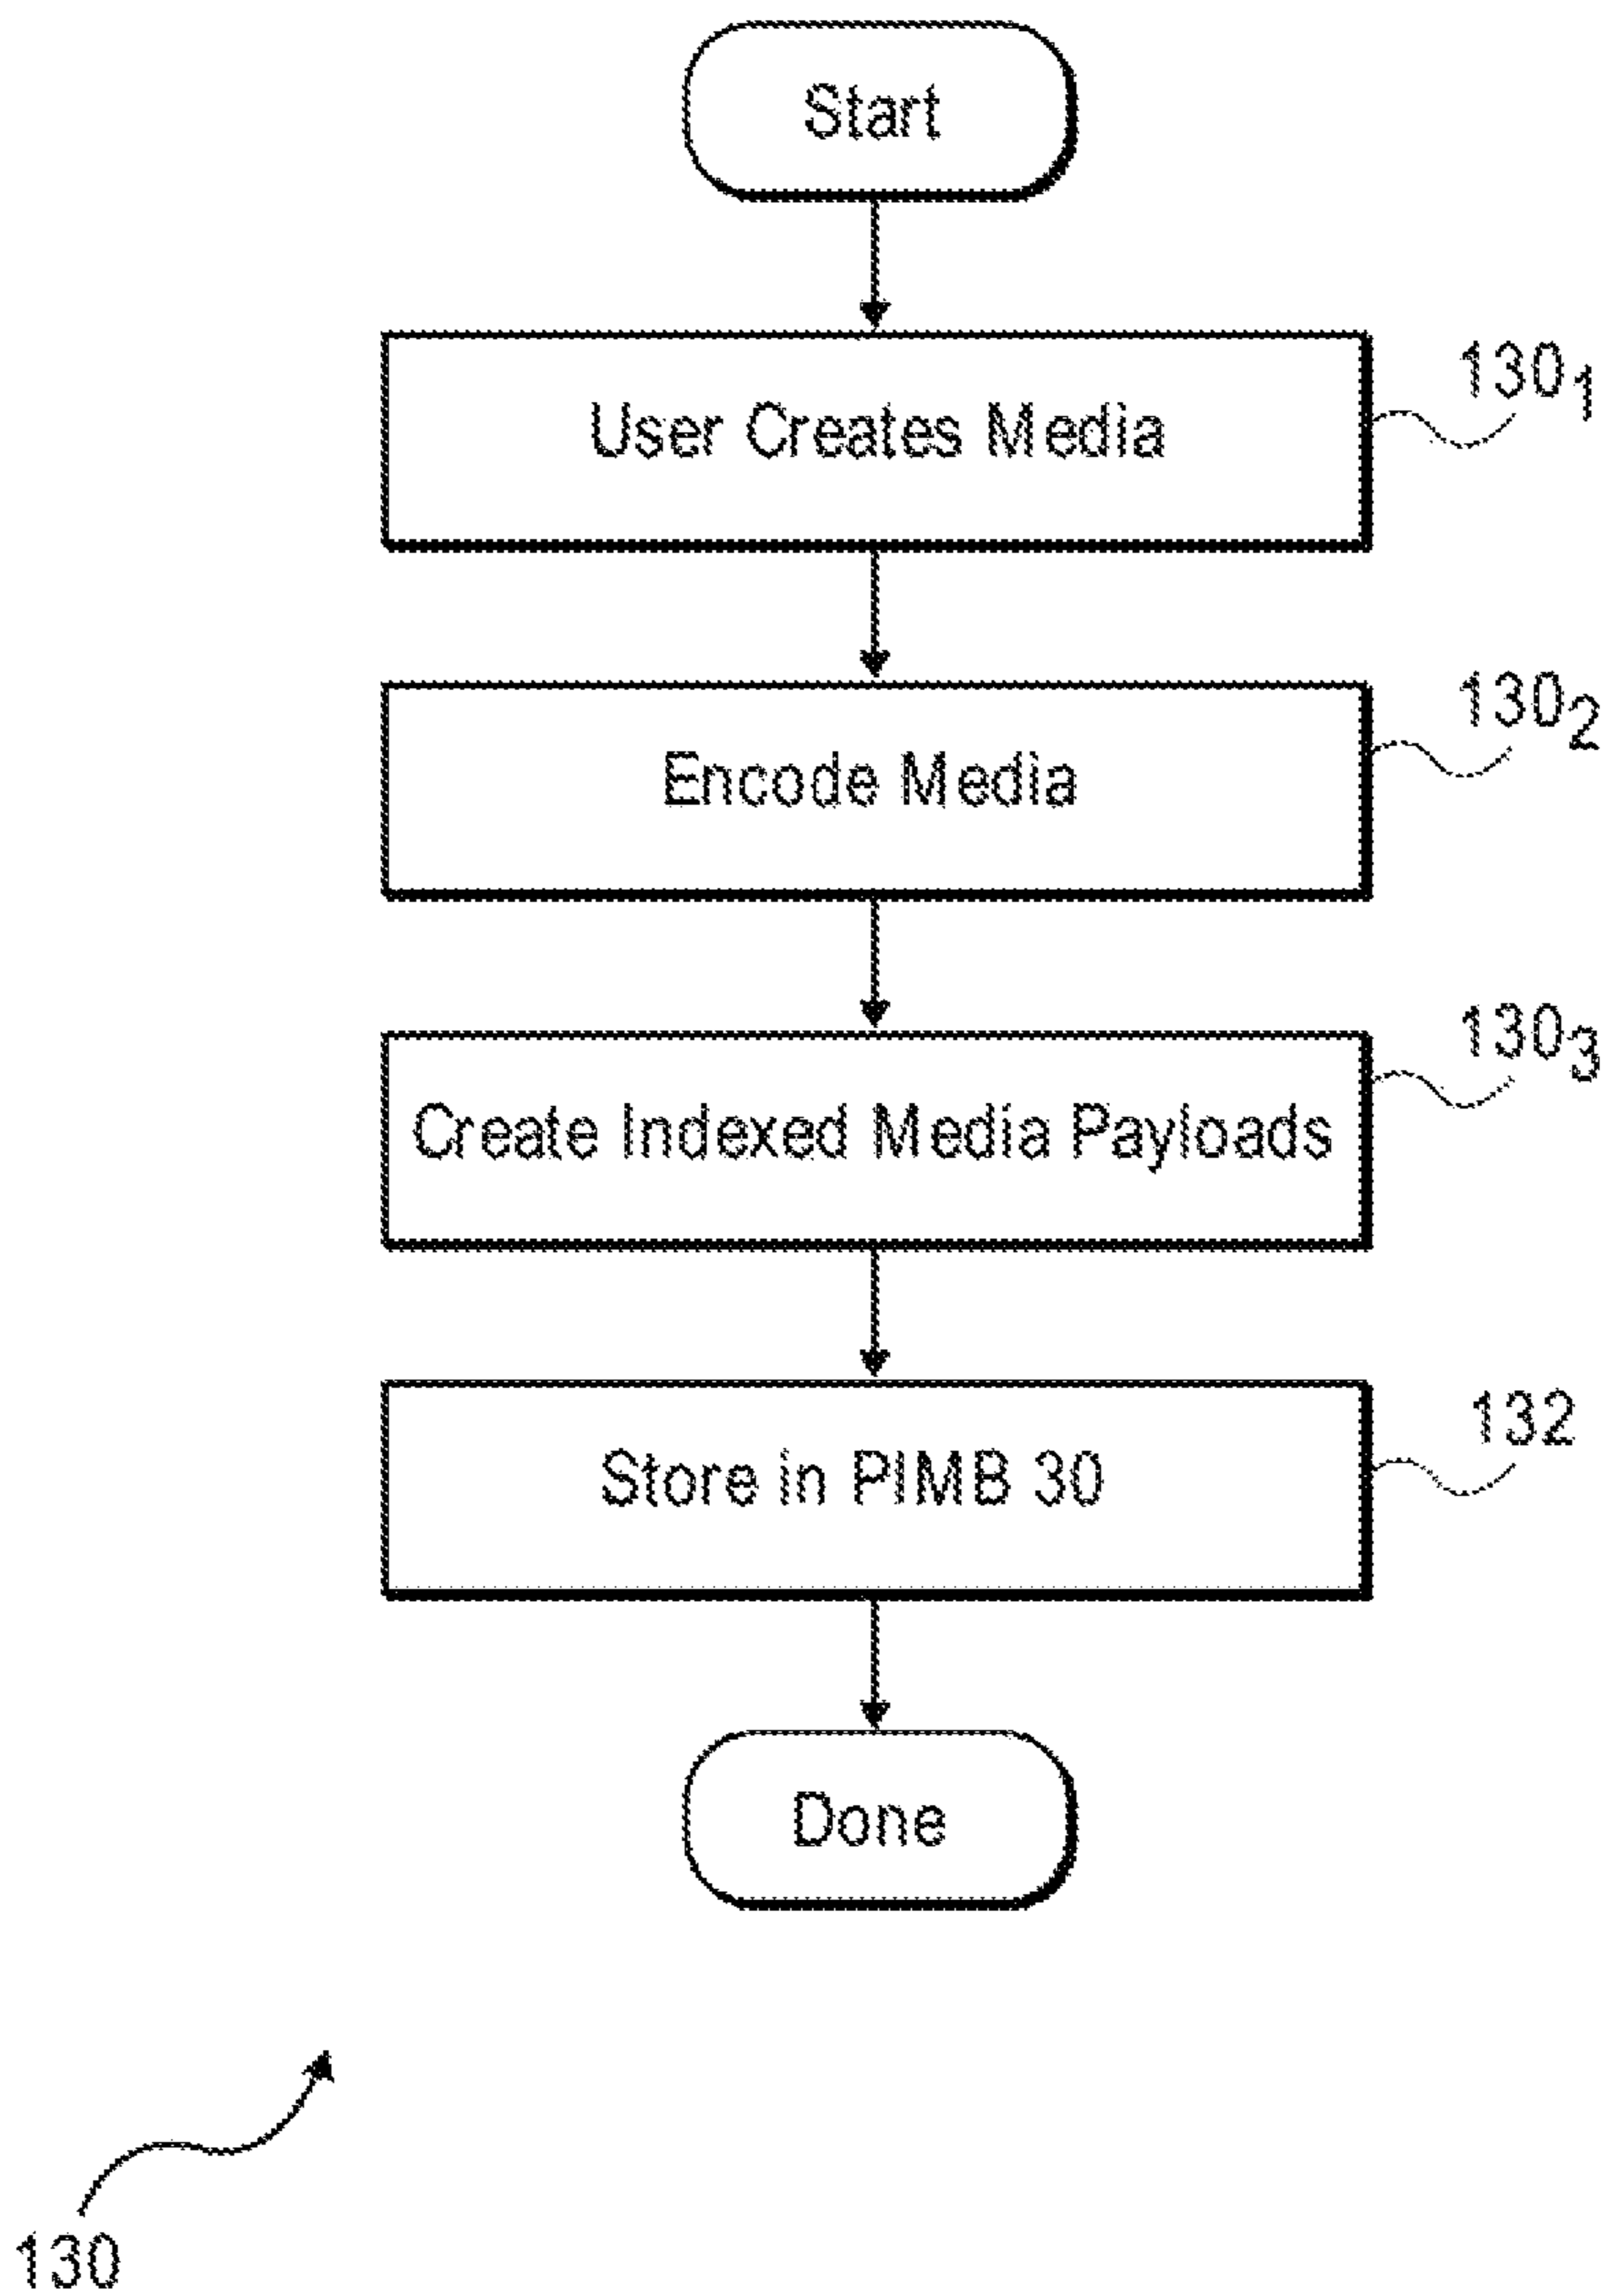 Start
User Creates Media
130₁
Encode Media
130₂
Create Indexed Media Payloads
130₃
Store in PIMB 30
132
Done
130